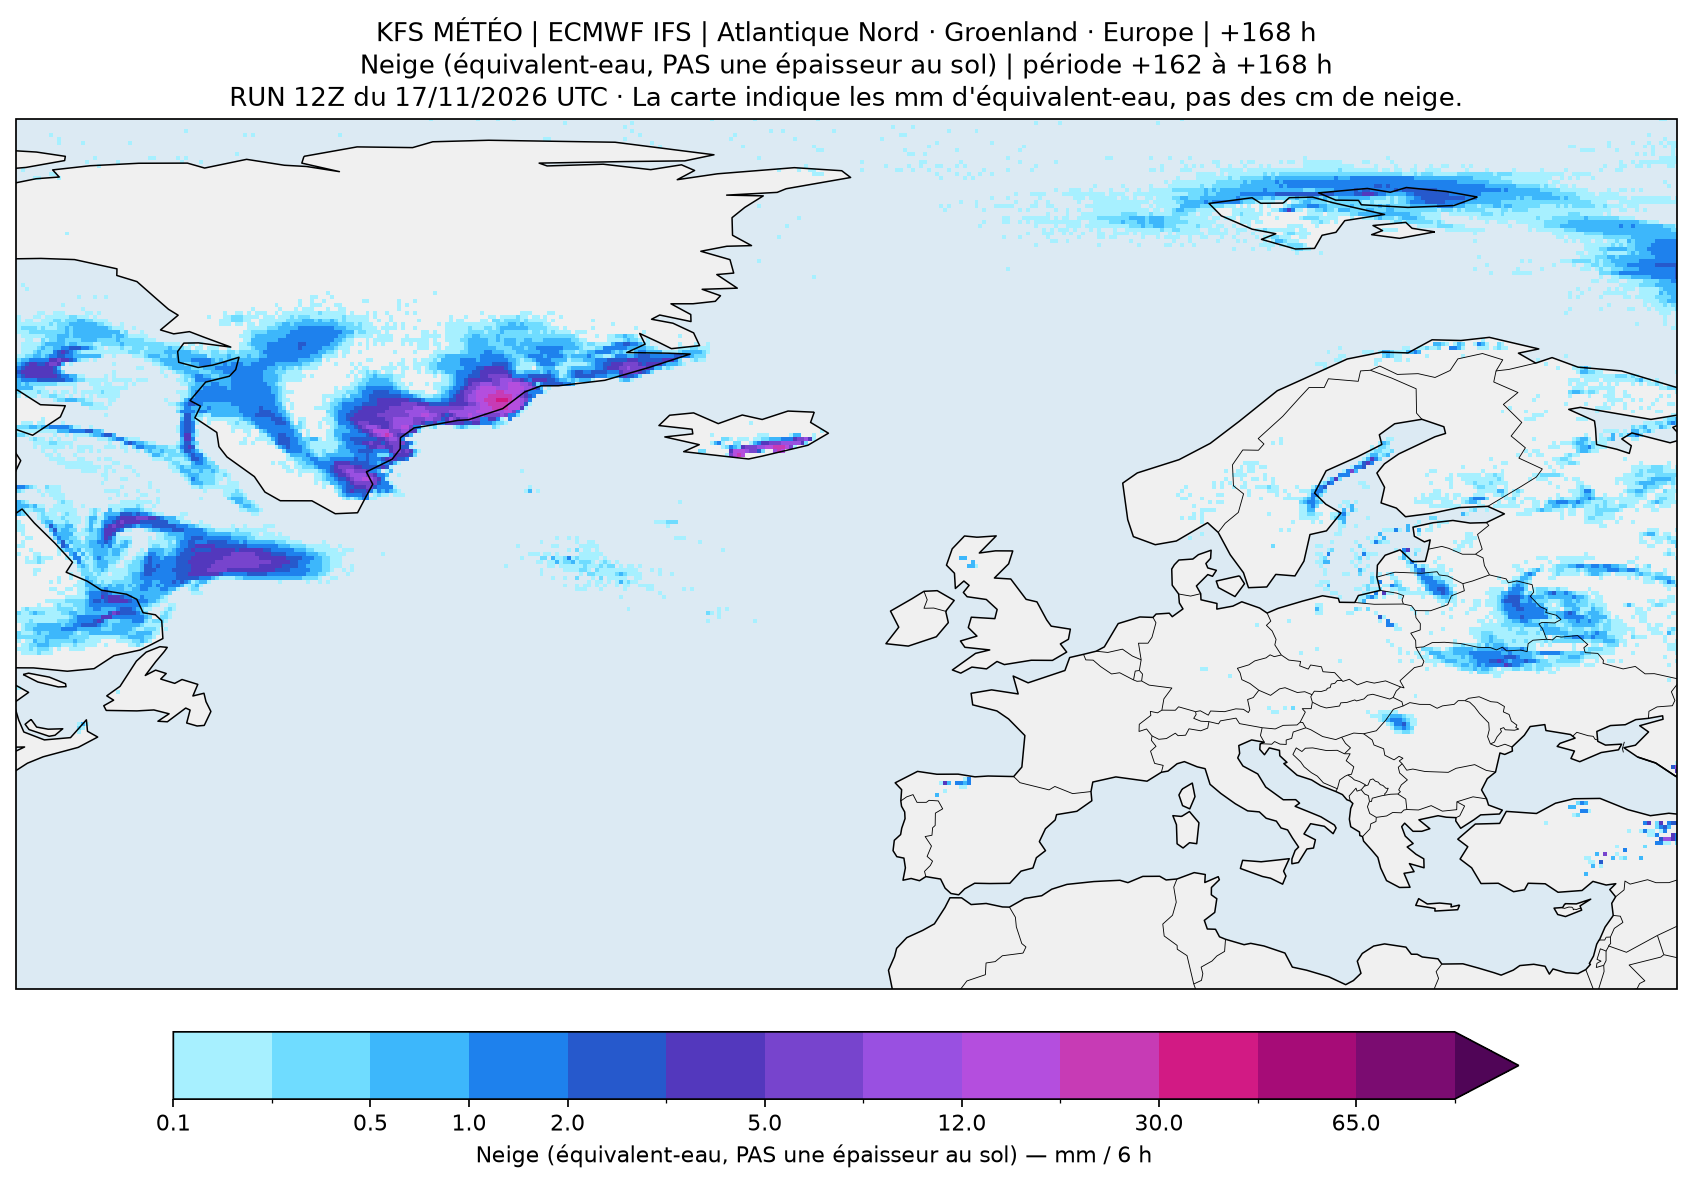 KFS MÉTÉO | ECMWF IFS | Atlantique Nord · Groenland · Europe | +168 h
Neige (équivalent-eau, PAS une épaisseur au sol) | période +162 à +168 h
RUN 12Z du 17/11/2026 UTC · La carte indique les mm d'équivalent-eau, pas des cm de neige.
0.1 0.5 1.0 2.0 5.0 12.0 30.0 65.0
Neige (équivalent-eau, PAS une épaisseur au sol) — mm / 6 h